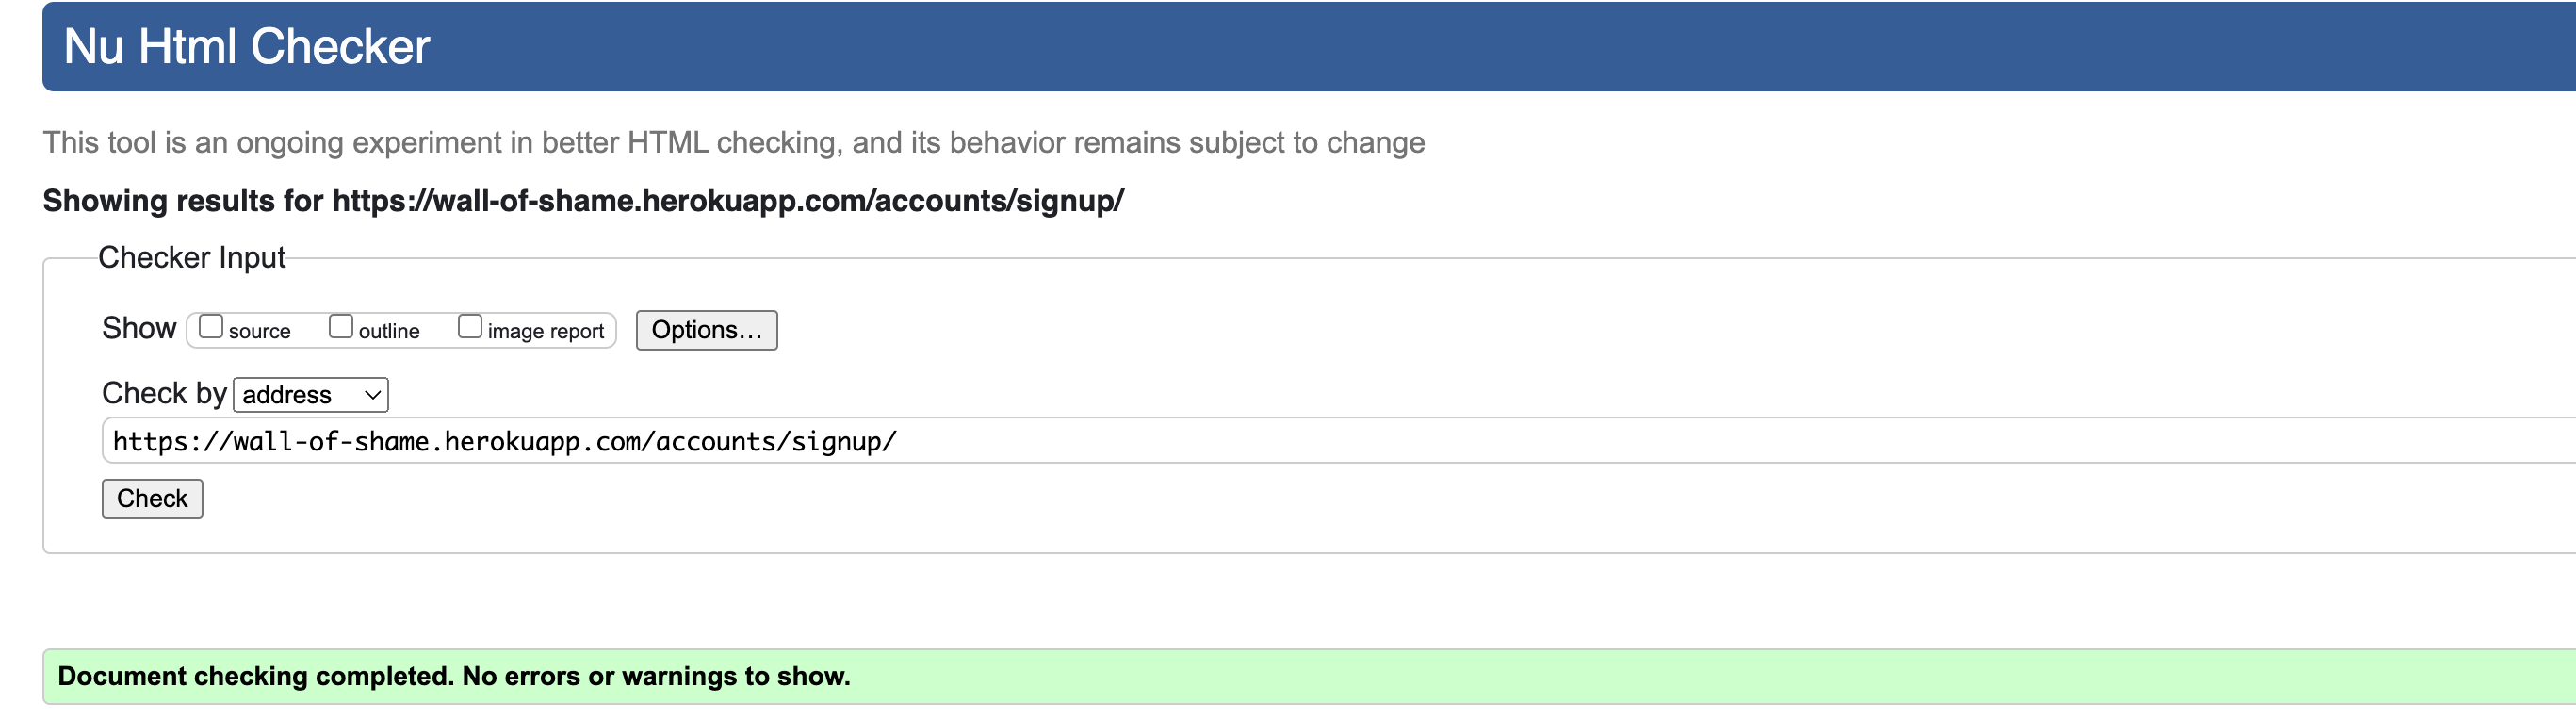 Nu Html Checker
This tool is an ongoing experiment in better HTML checking, and its behavior remains subject to change
Showing results for https://wall-of-shame.herokuapp.com/accounts/signup/
Checker Input
Show source outline image report Options...
Check by address
https://wall-of-shame.herokuapp.com/accounts/signup/
Check
Document checking completed. No errors or warnings to show.